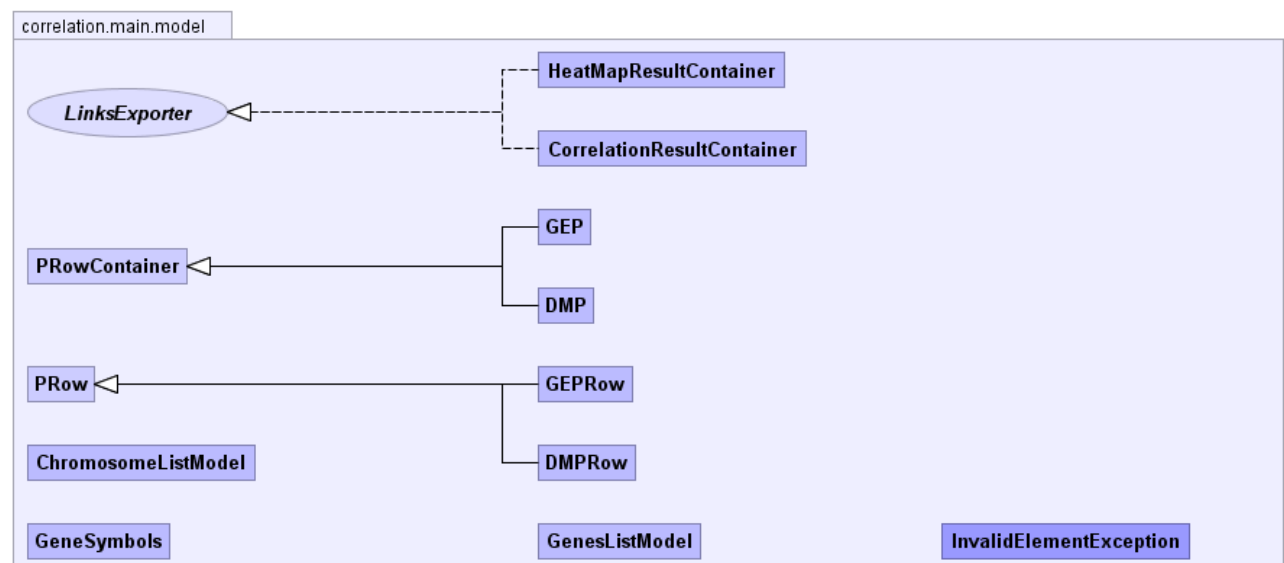 correlation.main.model
HeatMapResultContainer
LinksExporter
CorrelationResultContainer
GEP
PRowContainer
DMP
PRow
GEPRow
ChromosomeListModel
DMPRow
GeneSymbols
GenesListModel
InvalidElementException